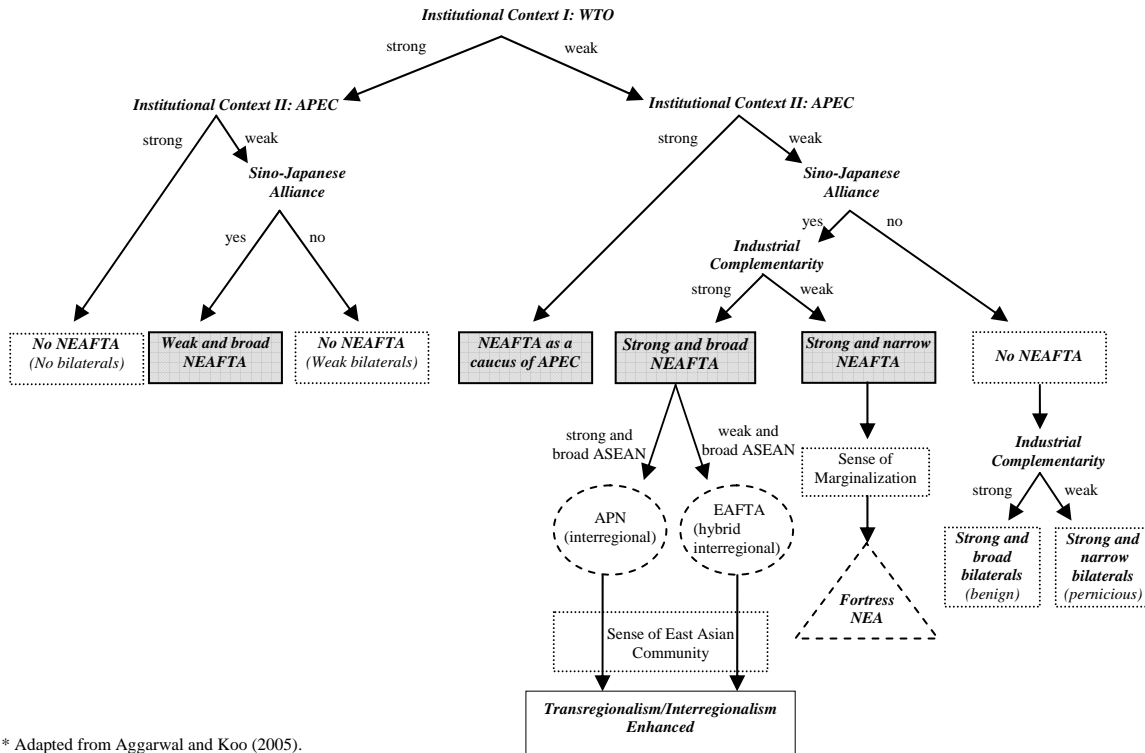 Institutional Context I: WTO
strong
weak
Institutional Context II: APEC
Institutional Context II: APEC
strong
weak
strong
weak
Sino-Japanese
Alliance
Sino-Japanese
Alliance
yes
no
yes
no
Industrial
Complementarity
strong
weak
No NEAFTA
(No bilaterals)
Weak and broad
NEAFTA
No NEAFTA
(Weak bilaterals)
NEAFTA as a
caucus of APEC
Strong and broad
NEAFTA
Strong and narrow
NEAFTA
No NEAFTA
strong and
broad ASEAN
weak and
broad ASEAN
Sense of
Marginalization
Industrial
Complementarity
strong
weak
APN
(interregional)
EAFTA
(hybrid
interregional)
Strong and
broad
bilaterals
(benign)
Strong and
narrow
bilaterals
(pernicious)
Fortress
NEA
Sense of East Asian
Community
Transregionalism/Interregionalism
Enhanced
* Adapted from Aggarwal and Koo (2005).